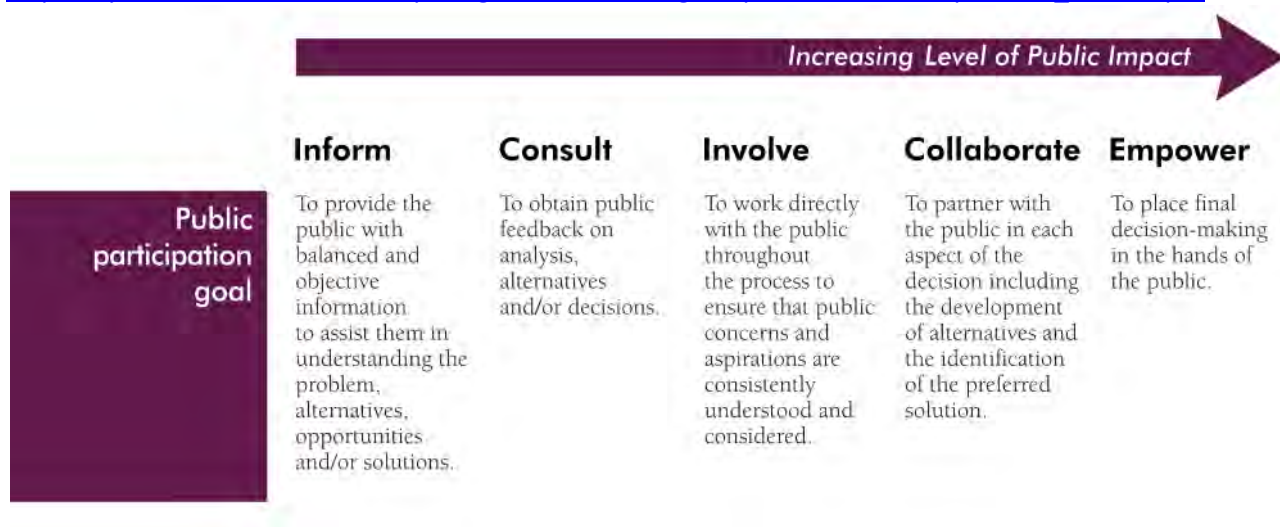 Increasing Level of Public Impact
Inform
Consult
Involve
Collaborate
Empower
Public
participation
goal
To provide the
public with
balanced and
objective
information
to assist them in
understanding the
problem,
alternatives,
opportunities
and/or solutions.
To obtain public
feedback on
analysis,
alternatives
and/or decisions.
To work directly
with the public
throughout
the process to
ensure that public
concerns and
aspirations are
consistently
understood and
considered.
To partner with
the public in each
aspect of the
decision including
the development
of alternatives and
the identification
of the preferred
solution.
To place final
decision-making
in the hands of
the public.